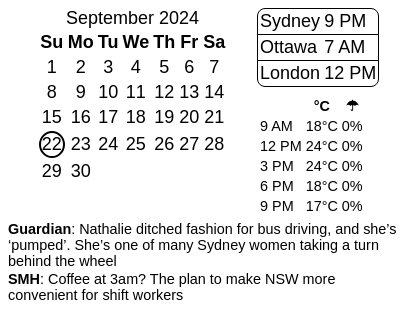 September 2024
Su Mo Tu We Th Fr Sa
1 2 3 4 5 6 7
8 9 10 11 12 13 14
15 16 17 18 19 20 21
22 23 24 25 26 27 28
29 30
Sydney 9 PM
Ottawa 7 AM
London 12 PM
°C ☂
9 AM 18°C 0%
12 PM 24°C 0%
3 PM 24°C 0%
6 PM 18°C 0%
9 PM 17°C 0%
Guardian: Nathalie ditched fashion for bus driving, and she’s
‘pumped’. She’s one of many Sydney women taking a turn
behind the wheel
SMH: Coffee at 3am? The plan to make NSW more
convenient for shift workers